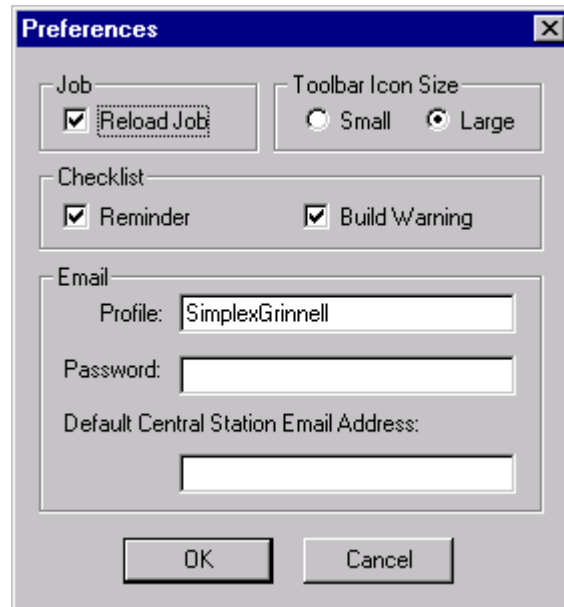 Preferences
Job
Reload Job
Toolbar Icon Size
Small Large
Checklist
Reminder Build Warning
Email
Profile: SimplexGrinnell
Password:
Default Central Station Email Address:
OK Cancel